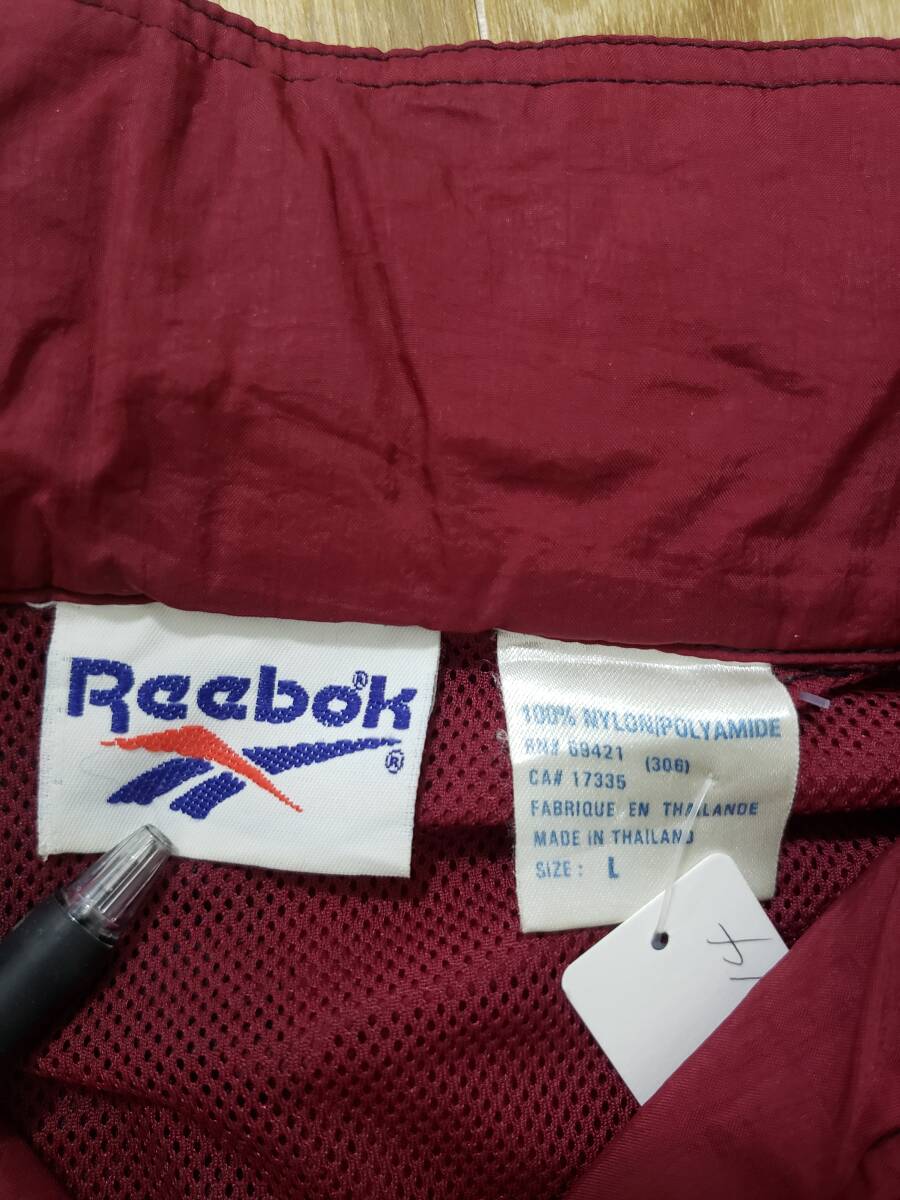 Reebok®
®
100% NYLON/POLYAMIDE
RN# 69421 (306)
CA# 17335
FABRIQUE EN THAILANDE
MADE IN THAILAND
SIZE: L